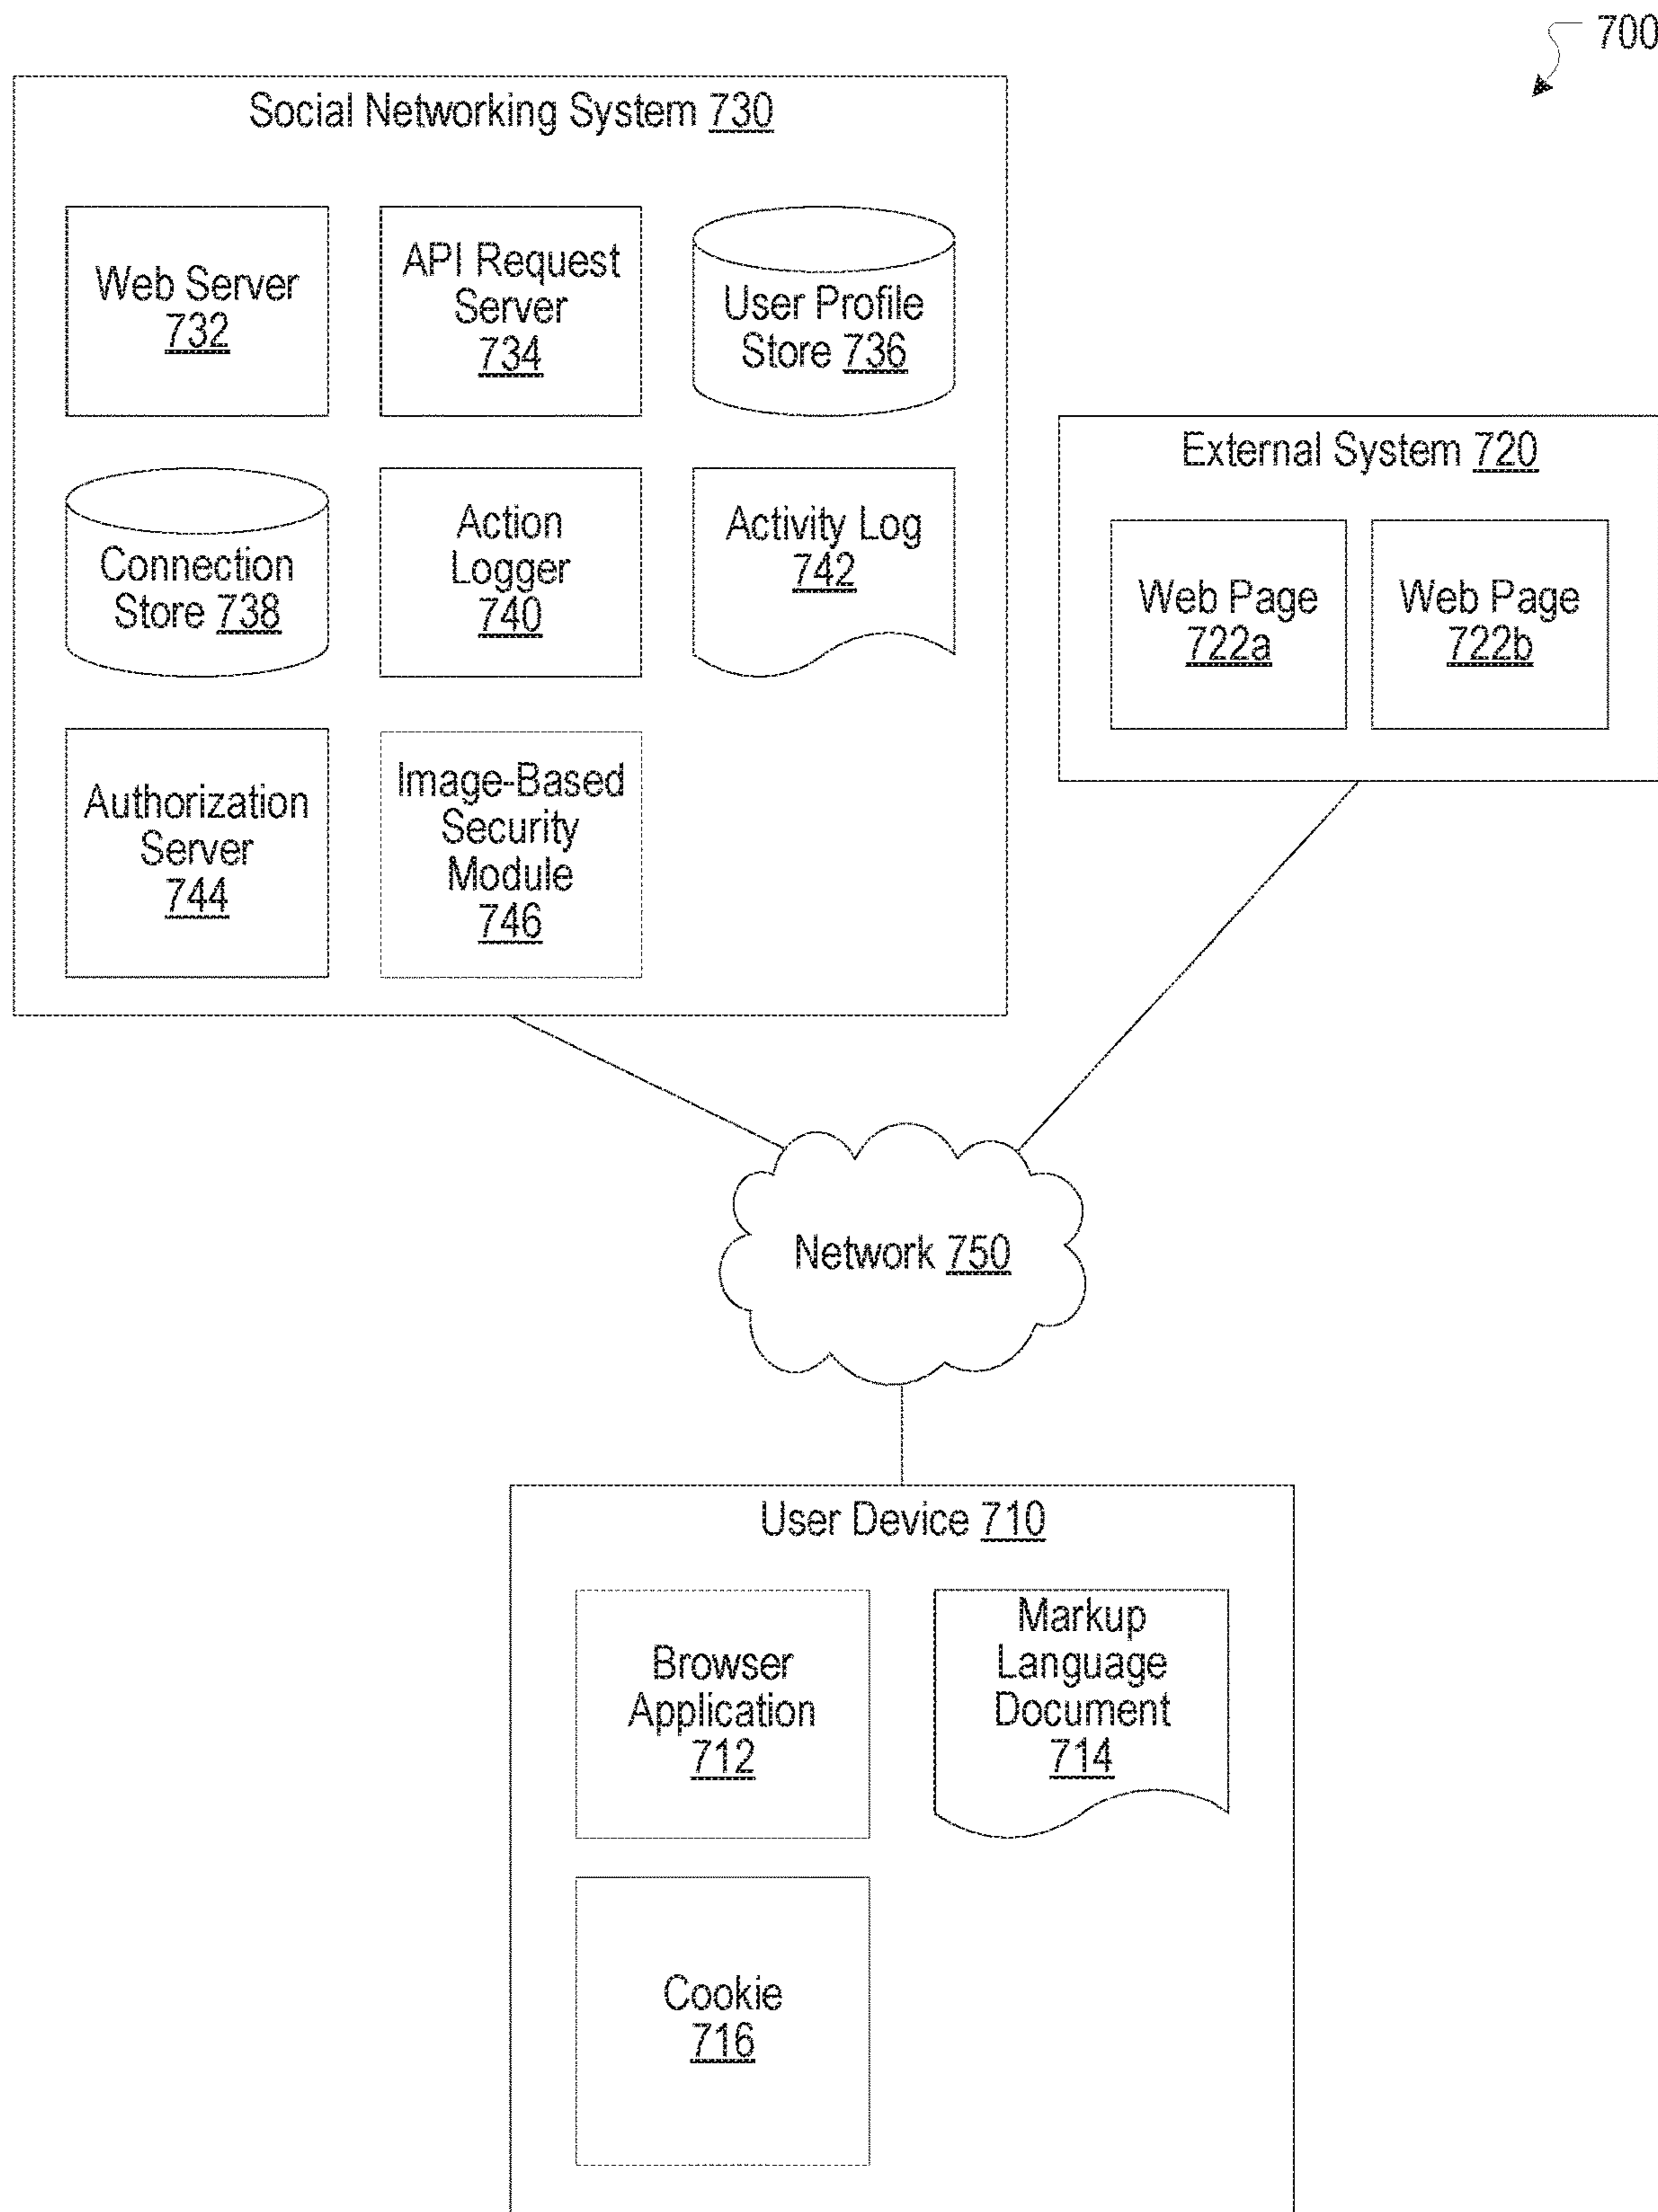 700
Social Networking System 730
Web Server
732
API Request
Server
734
User Profile
Store 736
Connection
Store 738
Action
Logger
740
Activity Log
742
Authorization
Server
744
Image-Based
Security
Module
746
External System 720
Web Page
722a
Web Page
722b
Network 750
User Device 710
Browser
Application
712
Markup
Language
Document
714
Cookie
716